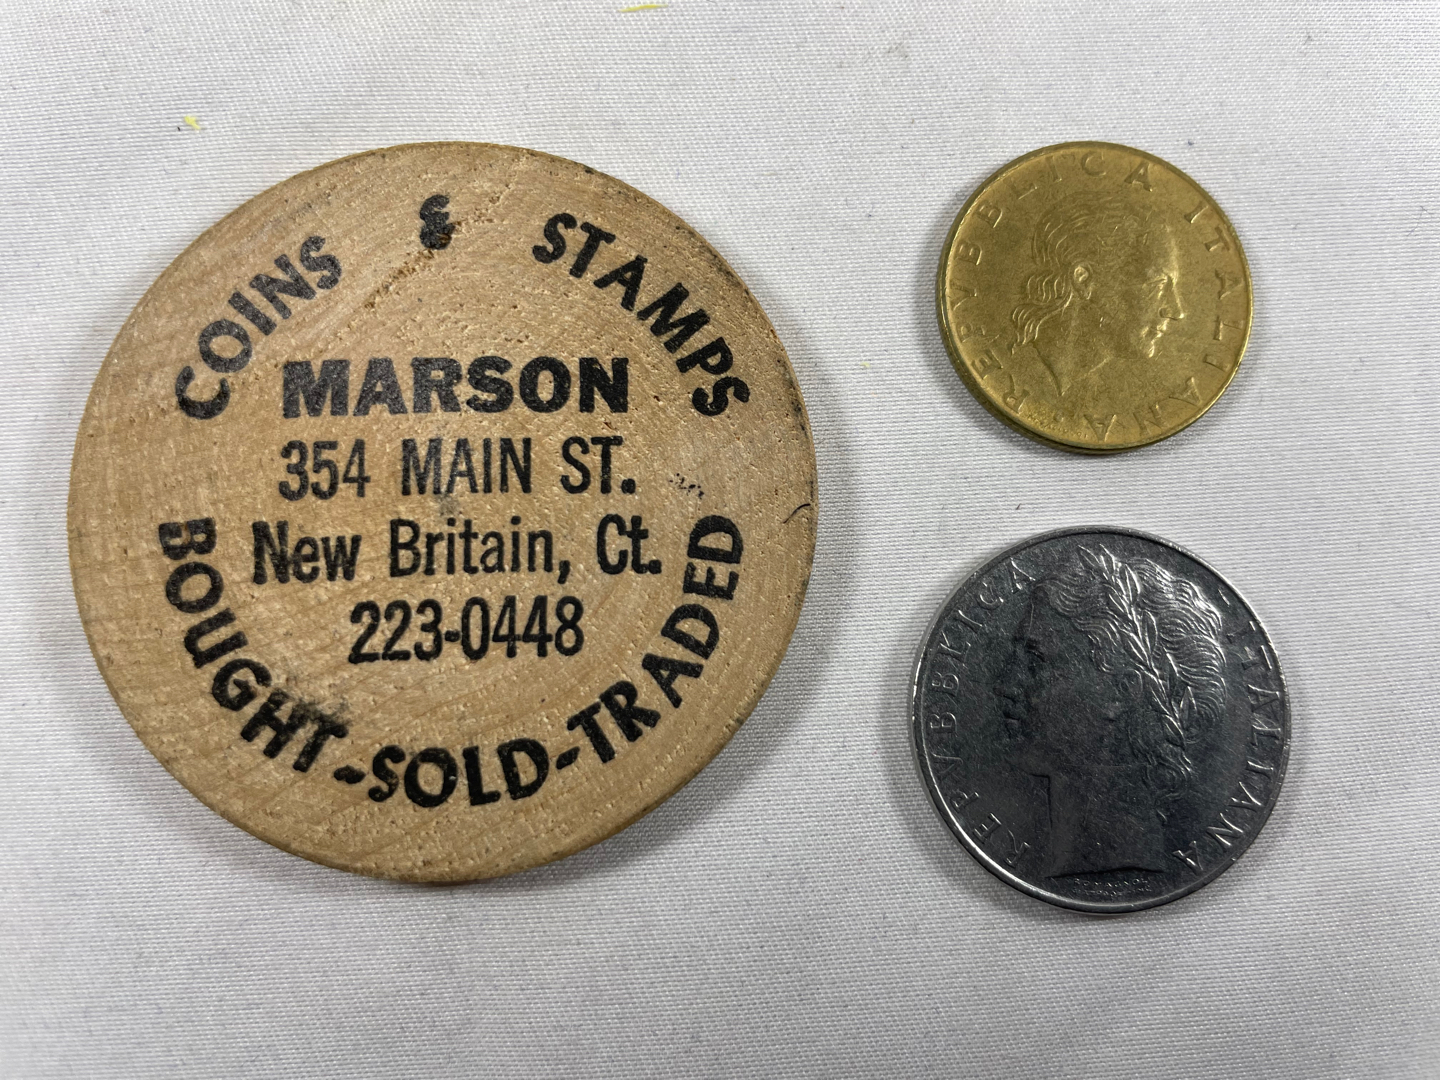 COINS & STAMPS
MARSON
354 MAIN ST.
New Britain, Ct.
223-0448
BOUGHT-SOLD-TRADED
REPVBBLICA ITALIANA
REPVBBLICA ITALIANA